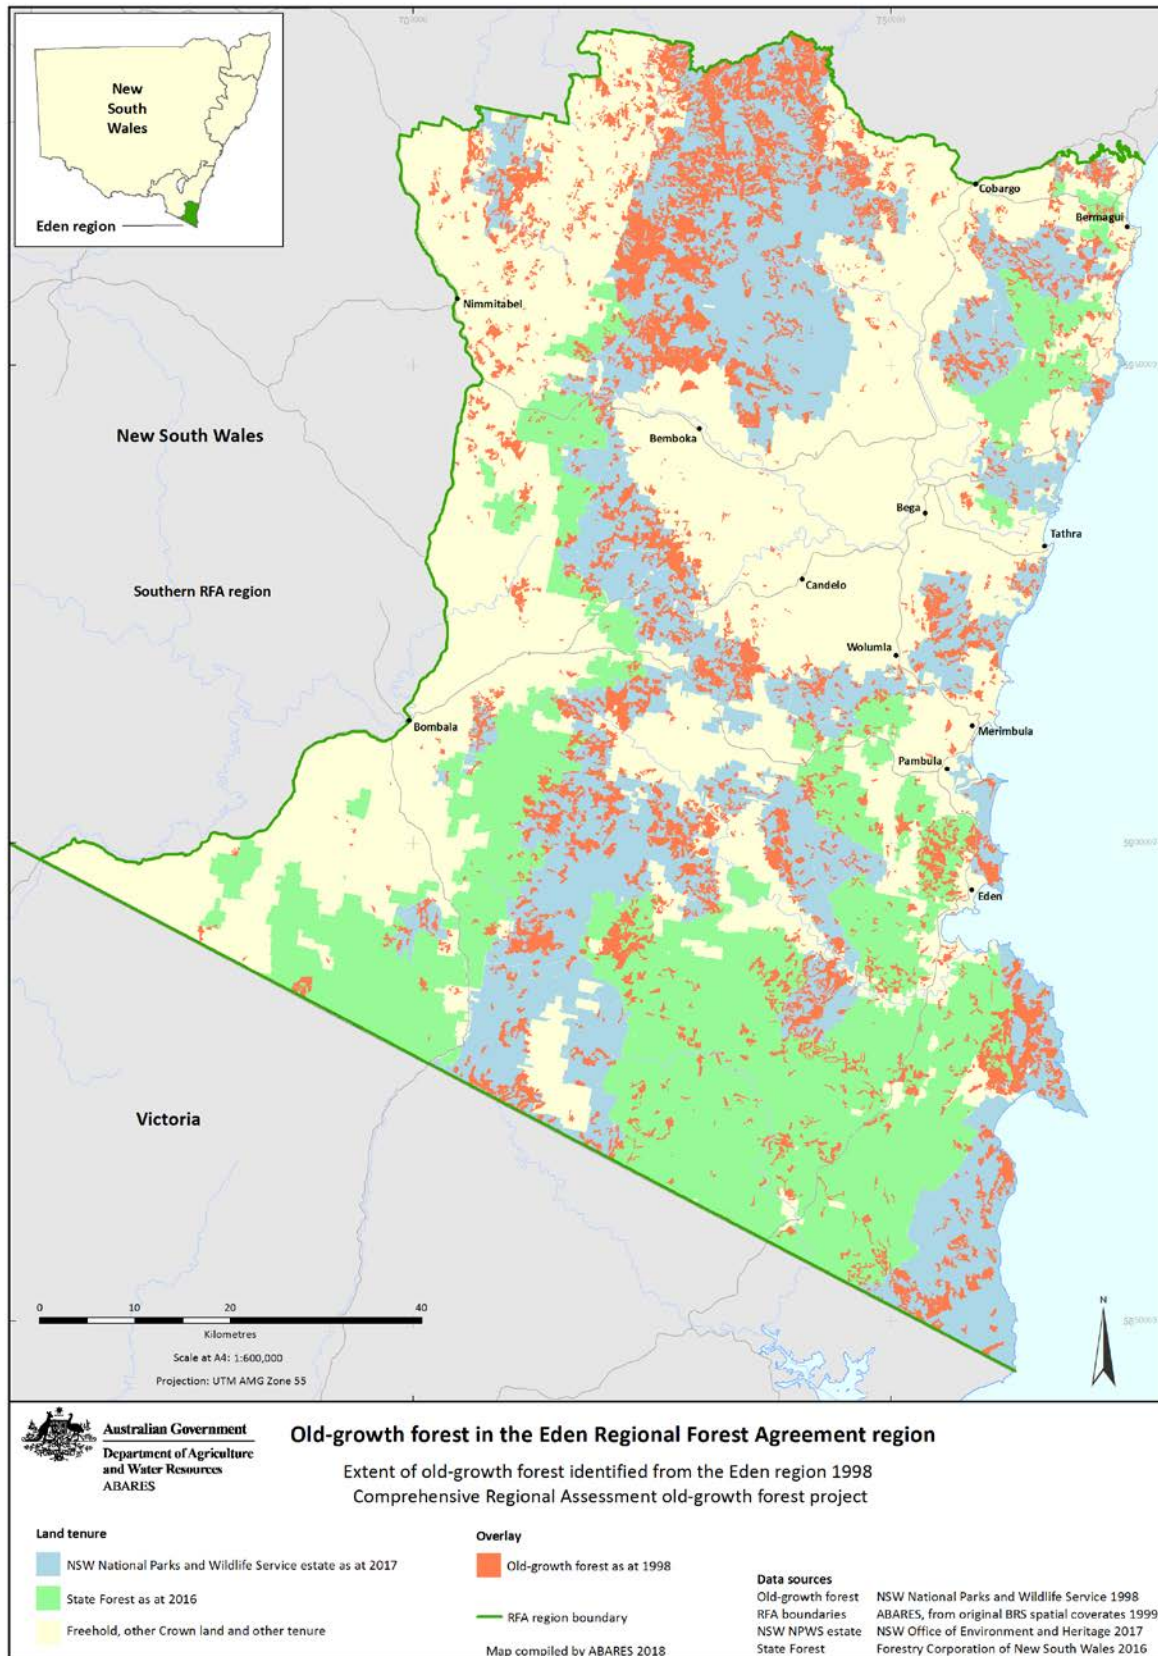 70 0000
75 0000
New
South
Wales
Eden region
Cobargo
Bermagui
Nimmitabel
New South Wales
Bemboka
Bega
Tathra
Southern RFA region
Candelo
Wolumla
Bombala
Merimbula
Pambula
Eden
Victoria
N
0 10 20 40
Kilometres
Scale at A4: 1:600,000
Projection: UTM AMG Zone 55
Australian Government
Department of Agriculture
and Water Resources
ABARES
Old-growth forest in the Eden Regional Forest Agreement region
Extent of old-growth forest identified from the Eden region 1998
Comprehensive Regional Assessment old-growth forest project
Land tenure
NSW National Parks and Wildlife Service estate as at 2017
State Forest as at 2016
Freehold, other Crown land and other tenure
Overlay
Old-growth forest as at 1998
RFA region boundary
Map compiled by ABARES 2018
Data sources
Old-growth forest NSW National Parks and Wildlife Service 1998
RFA boundaries ABARES, from original BRS spatial coverates 1999
NSW NPWS estate NSW Office of Environment and Heritage 2017
State Forest Forestry Corporation of New South Wales 2016